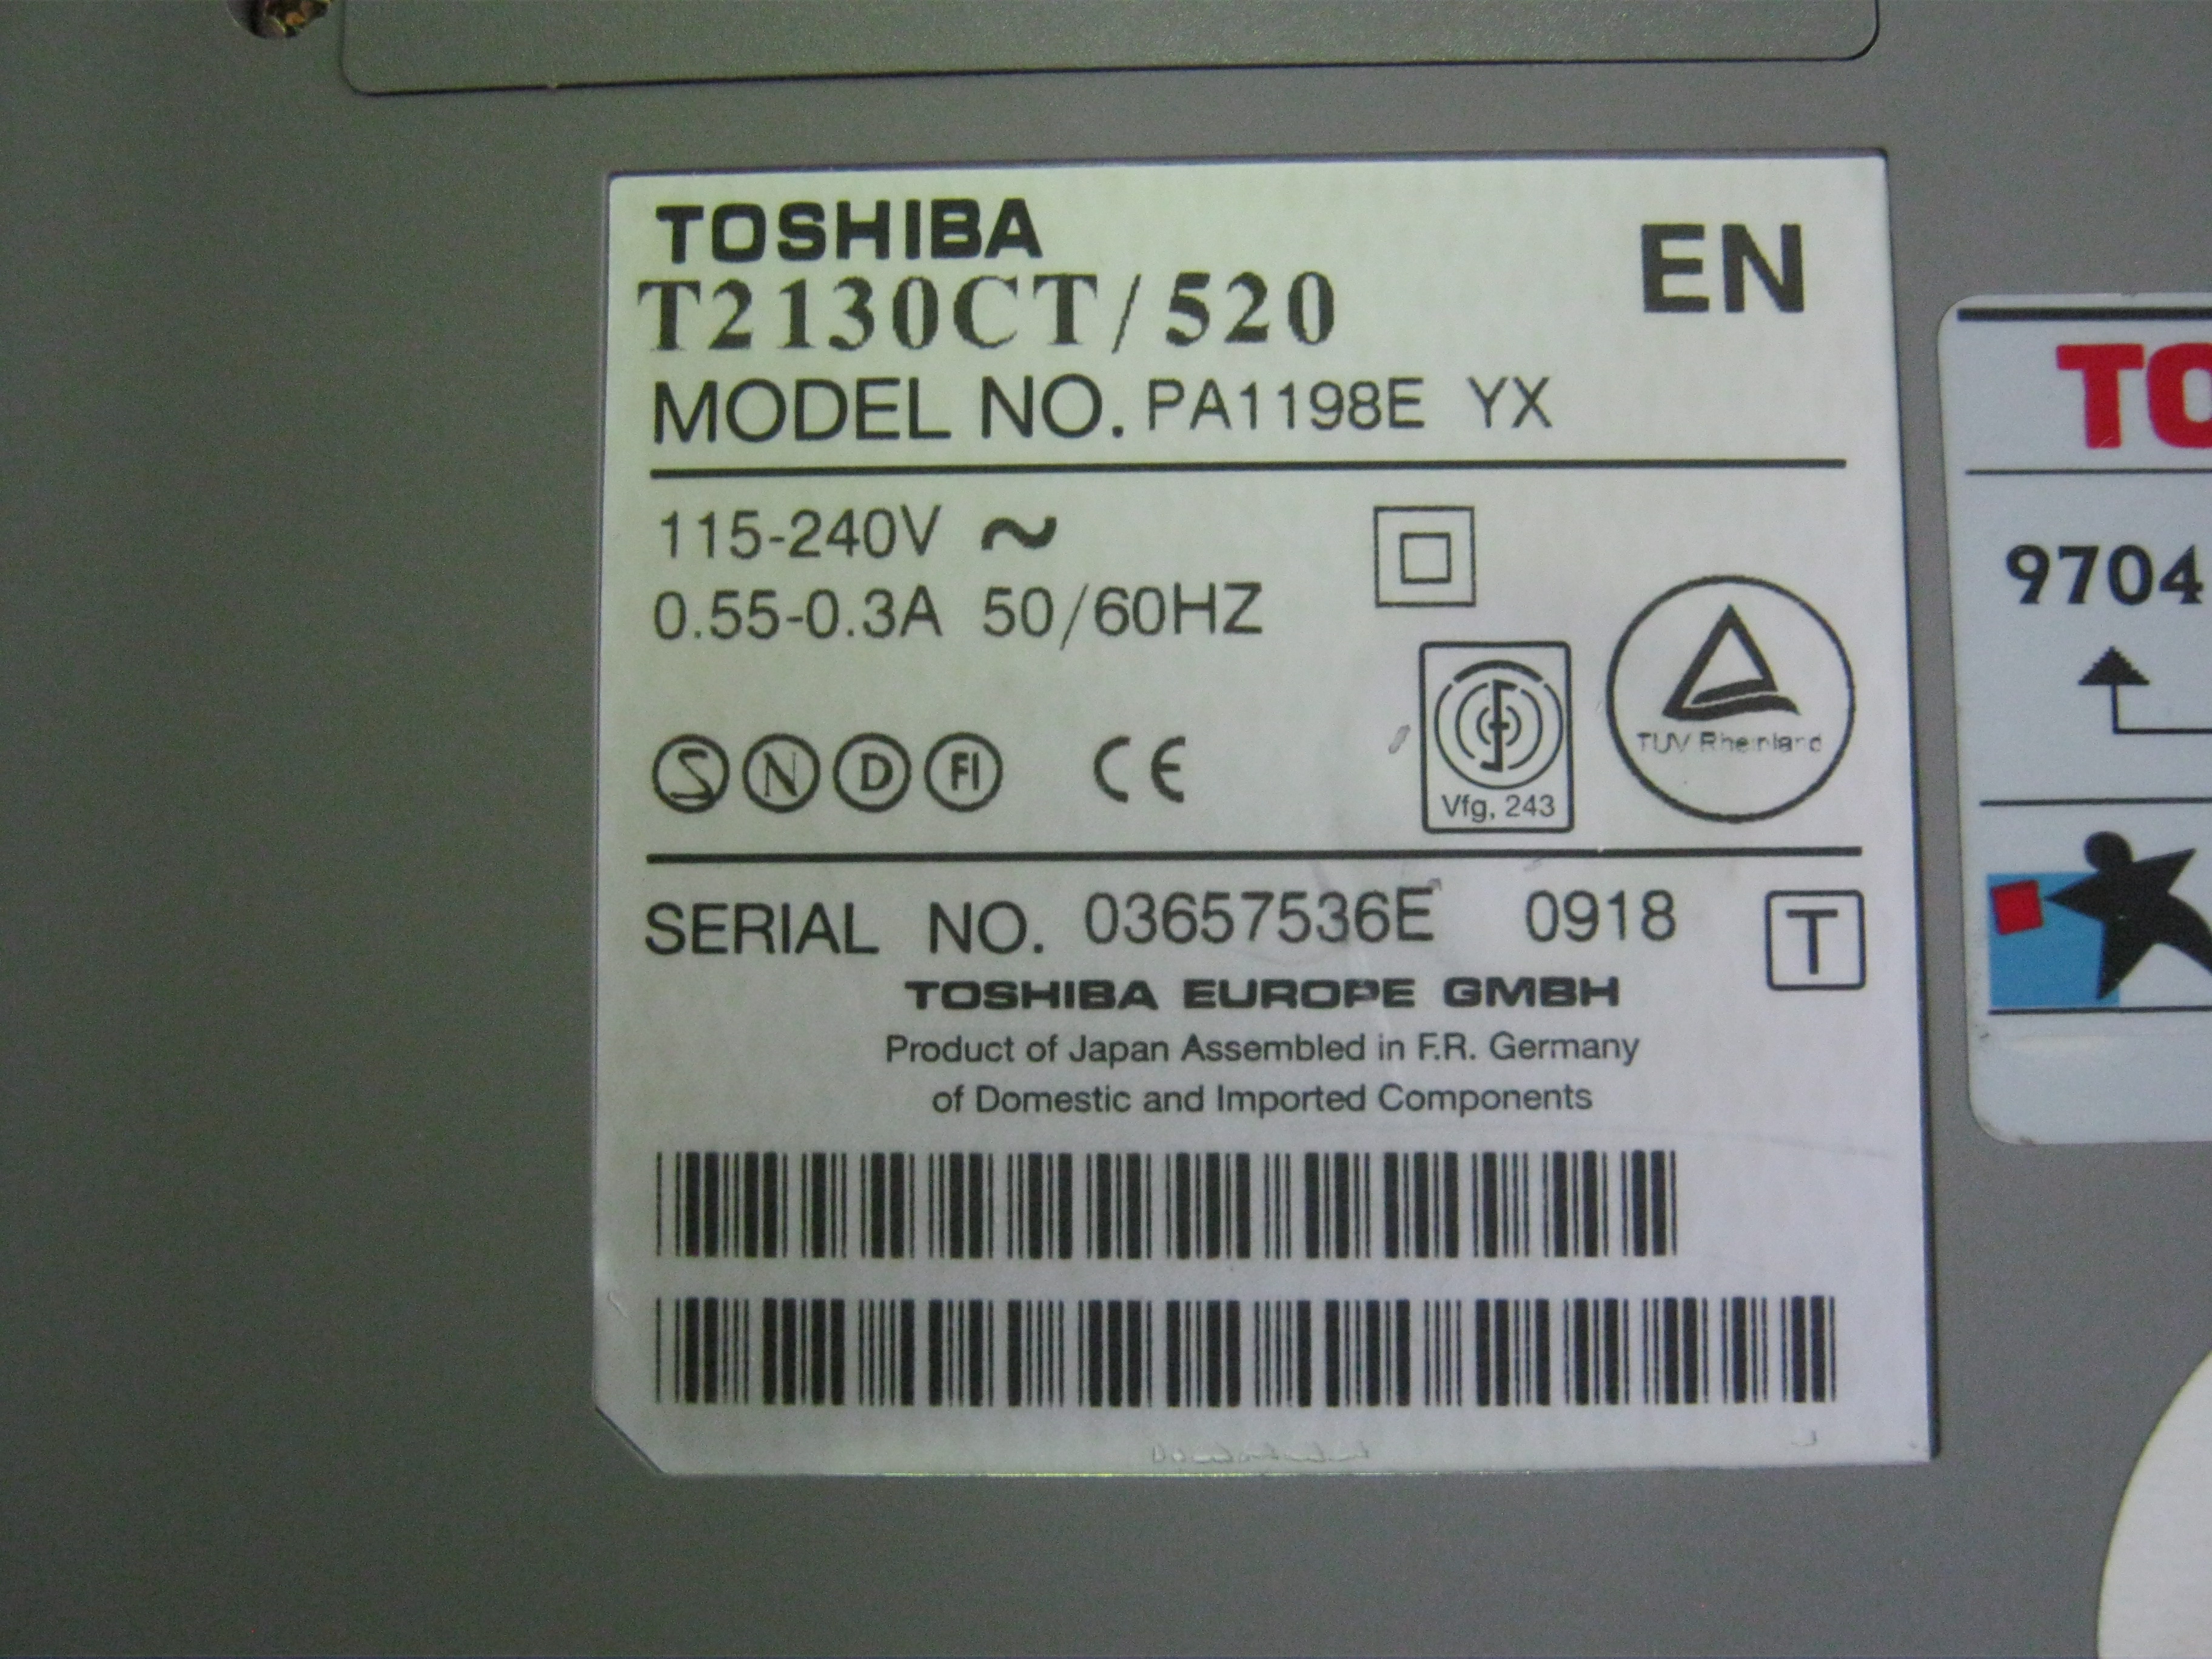 TOSHIBA
EN
T2130CT/520
MODEL NO. PA1198E YX
115-240V ~
0.55-0.3A 50/60HZ
TUV Rheinland
S N D FI CE
Vfg, 243
SERIAL NO. 03657536E 0918
T
TOSHIBA EUROPE GMBH
Product of Japan Assembled in F.R. Germany
of Domestic and Imported Components
TO
9704